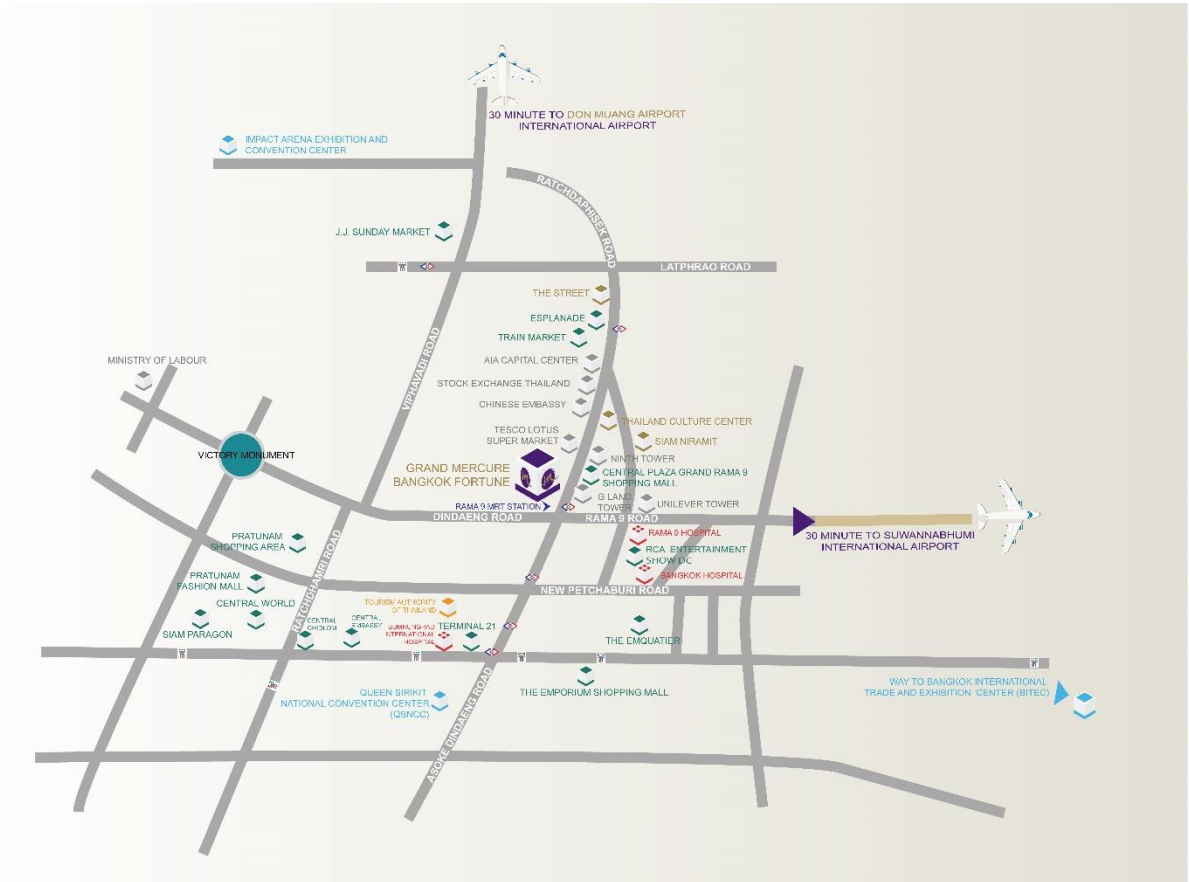 30 MINUTE TO DON MUANG AIRPORT
INTERNATIONAL AIRPORT
IMPACT ARENA EXHIBITION AND
CONVENTION CENTER
RATCHDAPHISEK ROAD
J.J. SUNDAY MARKET
LATPHRAO ROAD
THE STREET
ESPLANADE
TRAIN MARKET
VIPHAVADI ROAD
MINISTRY OF LABOUR
AIA CAPITAL CENTER
STOCK EXCHANGE THAILAND
CHINESE EMBASSY
THAILAND CULTURE CENTER
TESCO LOTUS
SUPER MARKET
SIAM NIRAMIT
VICTORY MONUMENT
NINTH TOWER
GRAND MERCURE
BANGKOK FORTUNE
CENTRAL PLAZA GRAND RAMA 9
SHOPPING MALL
G LAND
TOWER
UNILEVER TOWER
RAMA 9 MRT STATION
DINDAENG ROAD
RAMA 9 ROAD
30 MINUTE TO SUWANNABHUMI
INTERNATIONAL AIRPORT
RAMA 9 HOSPITAL
PRATUNAM
SHOPPING AREA
RCA ENTERTAINMENT
SHOW DC
BANGKOK HOSPITAL
RATCHDHAMRI ROAD
PRATUNAM
FASHION MALL
NEW PETCHABURI ROAD
CENTRAL WORLD
TOURISM AUTHORITY
OF THAILAND
SIAM PARAGON
CENTRAL
CHIDLOM
CENTRAL
EMBASSY
BUMRUNGRAD
INTERNATIONAL
HOSPITAL
TERMINAL 21
THE EMQUATIER
QUEEN SIRIKIT
NATIONAL CONVENTION CENTER
(QSNCC)
THE EMPORIUM SHOPPING MALL
WAY TO BANGKOK INTERNATIONAL
TRADE AND EXHIBITION CENTER (BITEC)
ASOKE DINDAENG ROAD